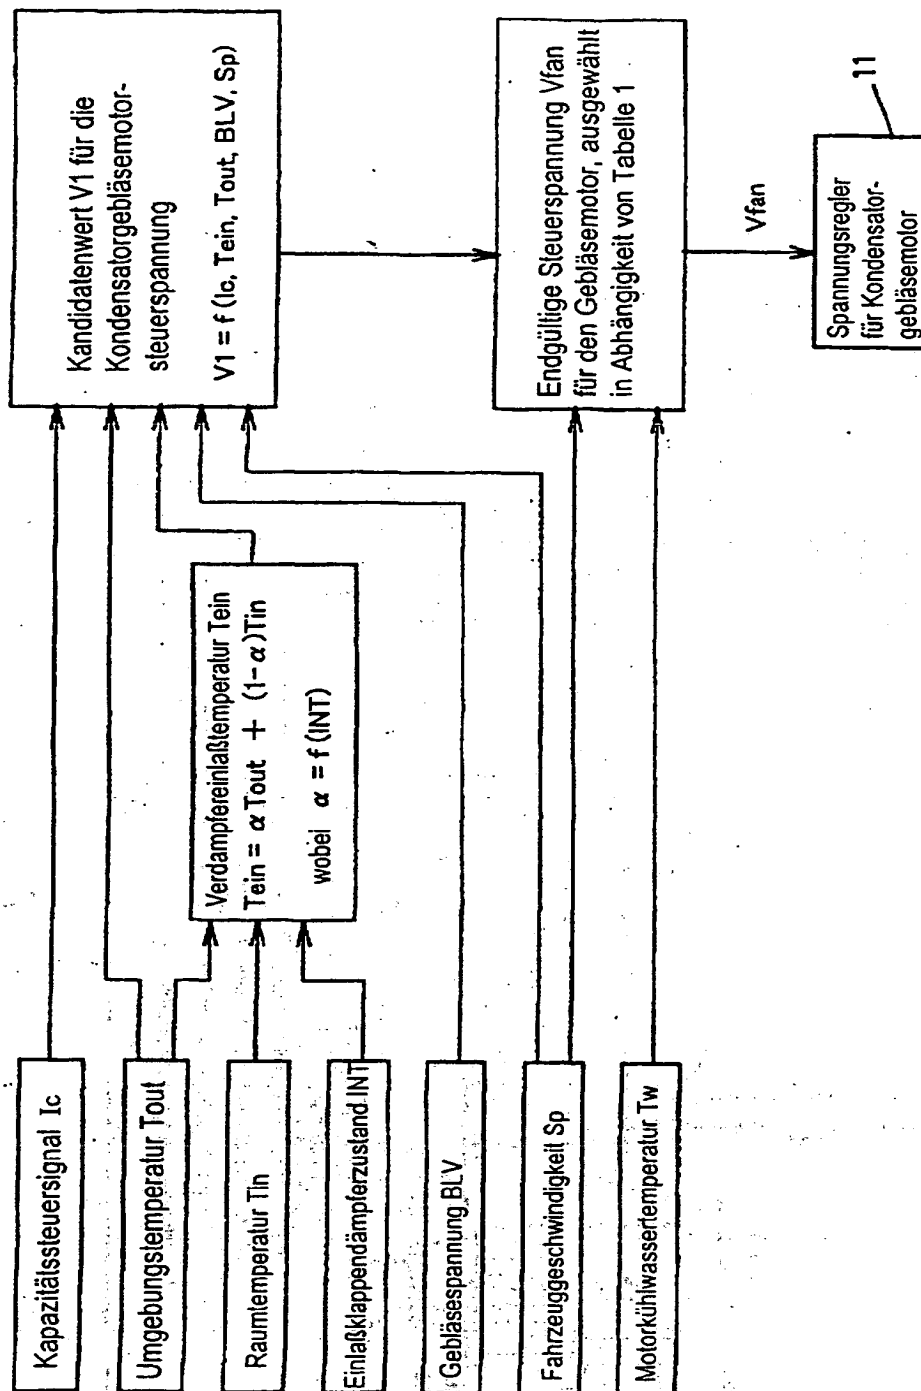 Kapazitätssteuersignal Ic
Umgebungstemperatur Tout
Raumtemperatur Tin
Einlaßklappendämpferzustand INT
Gebläsespannung BLV
Fahrzeuggeschwindigkeit Sp
Motorkühlwassertemperatur Tw
Verdampfereinlaßtemperatur Tein
Tein = α Tout + (1-α)Tin
wobei α = f (INT)
Kandidatenwert V1 für die
Kondensatorgebläsemotor-
steuerspannung
V1 = f (Ic, Tein, Tout, BLV, Sp)
Endgültige Steuerspannung Vfan
für den Gebläsemotor, ausgewählt
in Abhängigkeit von Tabelle 1
Vfan
Spannungsregler
für Kondensator-
gebläsemotor
11